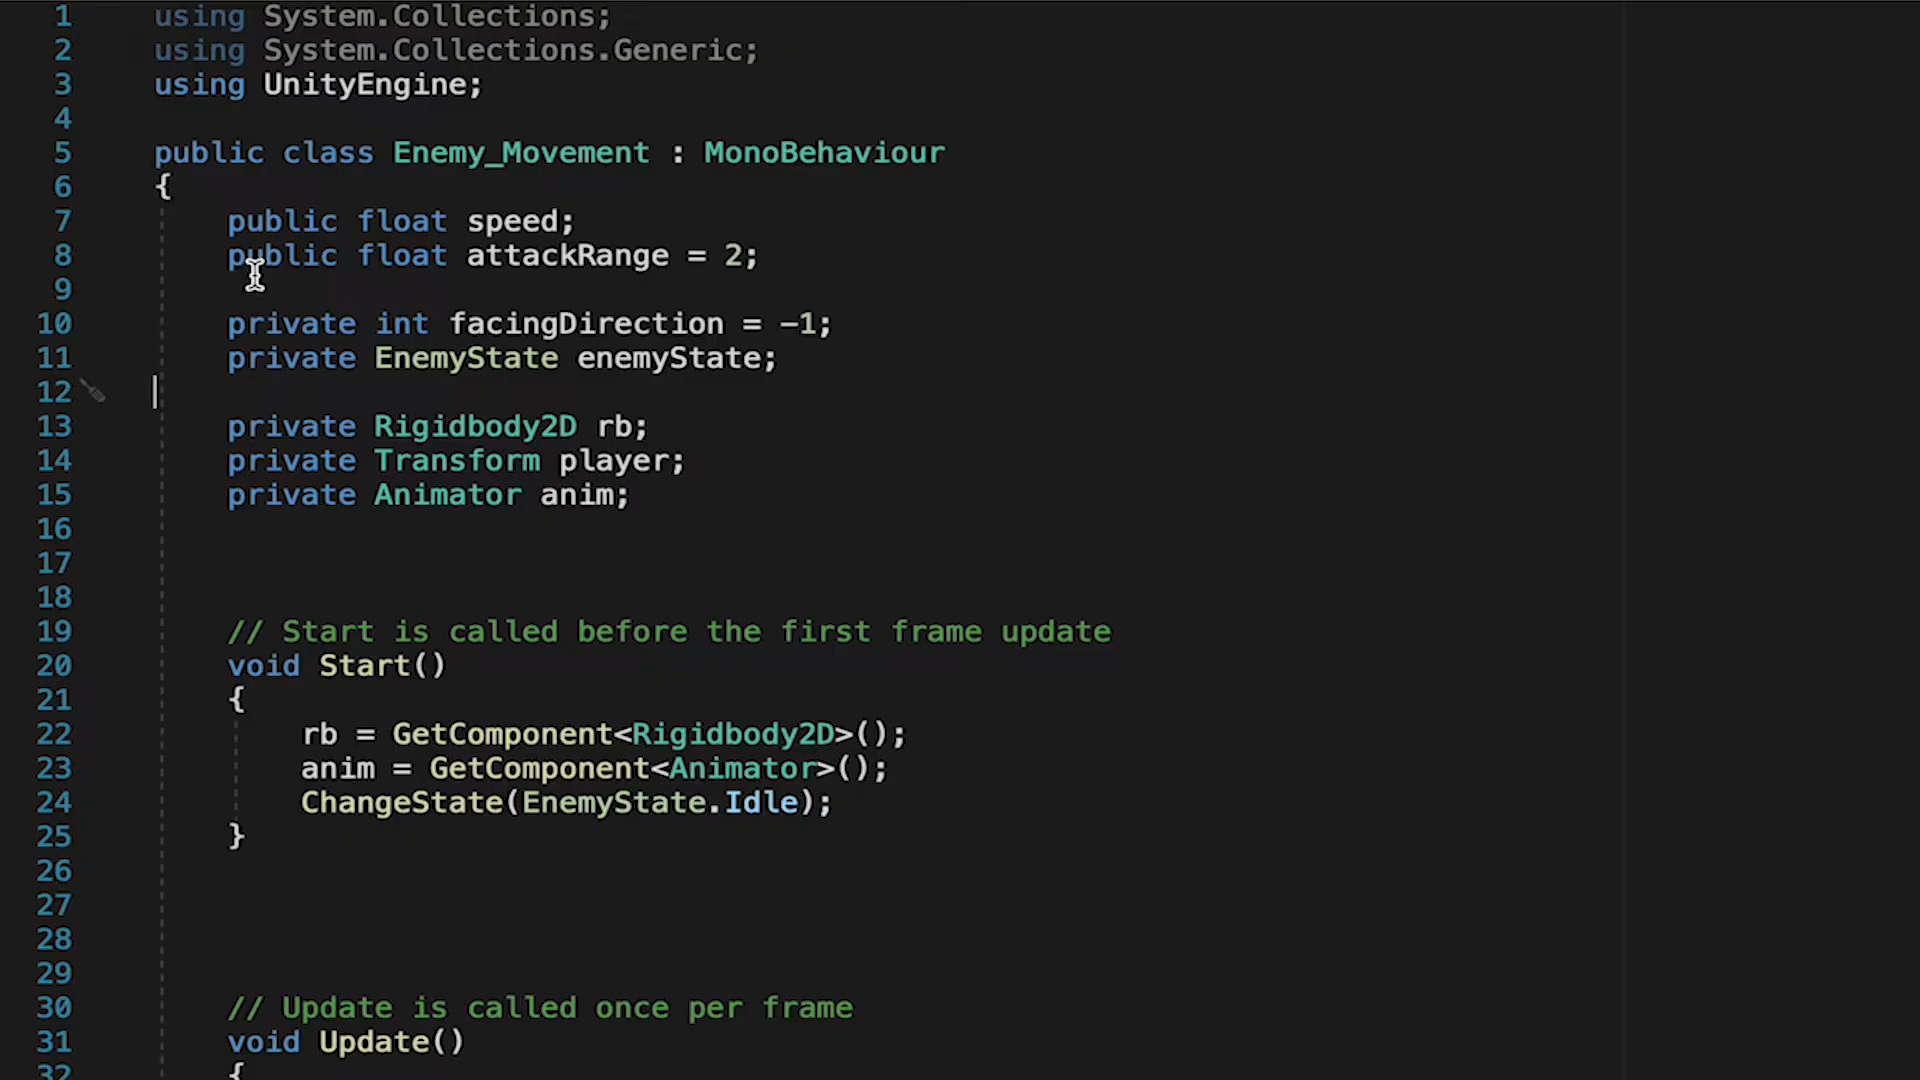 1 using System.Collections;
2 using System.Collections.Generic;
3 using UnityEngine;
4
5 public class Enemy_Movement : MonoBehaviour
6 {
7 public float speed;
8 public float attackRange = 2;
9
10 private int facingDirection = -1;
11 private EnemyState enemyState;
12
13 private Rigidbody2D rb;
14 private Transform player;
15 private Animator anim;
16
17
18
19 // Start is called before the first frame update
20 void Start()
21 {
22 rb = GetComponent<Rigidbody2D>();
23 anim = GetComponent<Animator>();
24 ChangeState(EnemyState.Idle);
25 }
26
27
28
29
30 // Update is called once per frame
31 void Update()
32 {